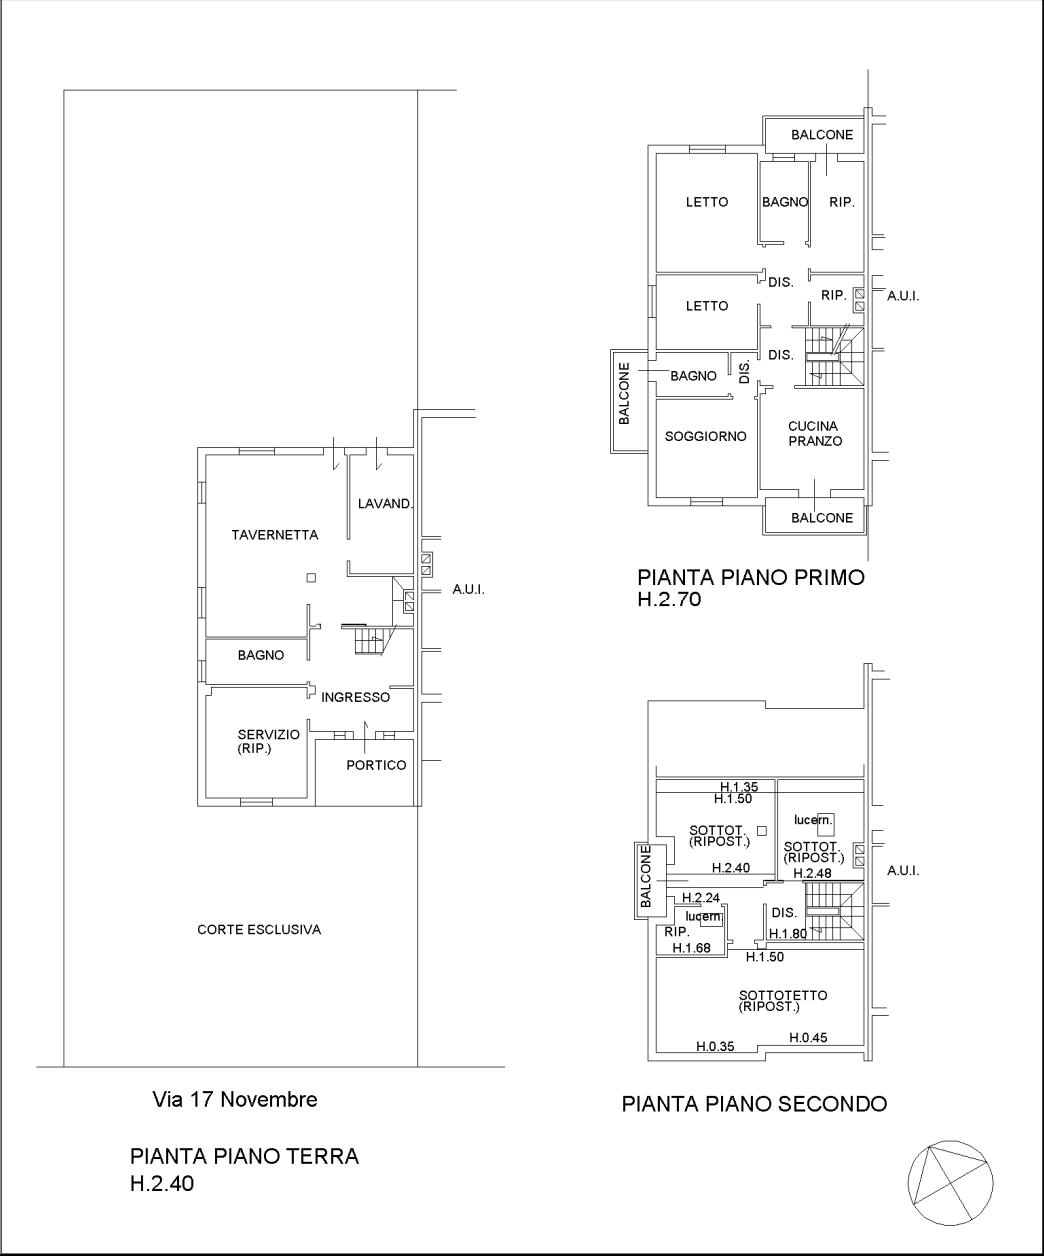 BALCONE
LETTO
BAGNO
RIP.
DIS.
RIP.
A.U.I.
LETTO
DIS.
BALCONE
BAGNO
DIS.
SOGGIORNO
CUCINA
PRANZO
BALCONE
PIANTA PIANO PRIMO
H.2.70
LAVAND.
TAVERNETTA
A.U.I.
BAGNO
INGRESSO
SERVIZIO
(RIP.)
PORTICO
CORTE ESCLUSIVA
Via 17 Novembre
PIANTA PIANO TERRA
H.2.40
H.1.35
H.1.50
lucern.
SOTTOT.
(RIPOST.)
SOTTOT.
(RIPOST.)
H.2.40
H.2.48
A.U.I.
BALCONE
H.2.24
lucern.
DIS.
RIP.
H.1.80
H.1.68
H.1.50
SOTTOTETTO
(RIPOST.)
H.0.45
H.0.35
PIANTA PIANO SECONDO